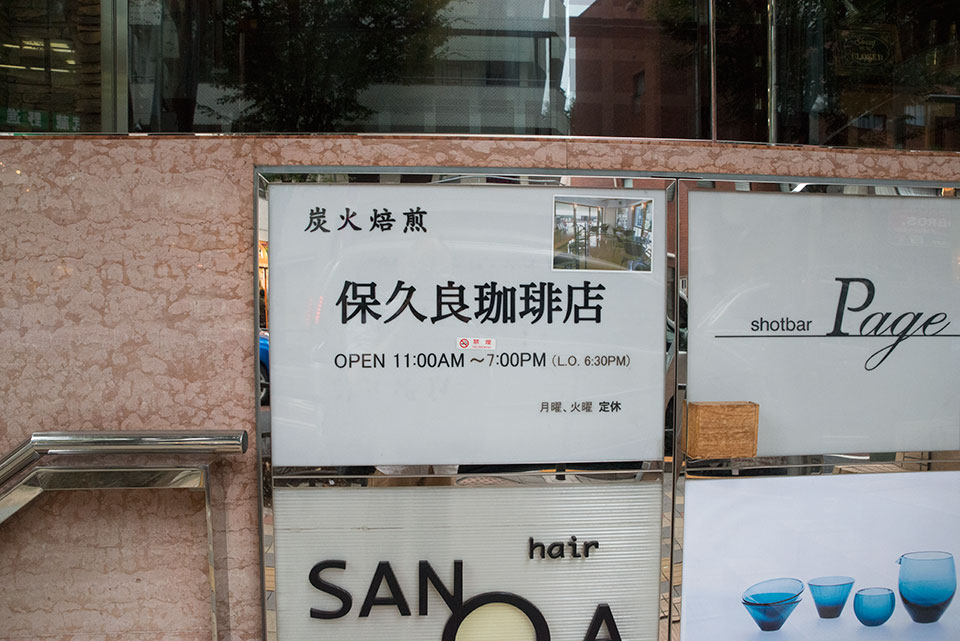 炭火焙煎
保久良珈琲店
禁煙
OPEN 11:00AM ～7:00PM (L.O. 6:30PM)
月曜、火曜 定休
shotbar Page
hair
SAN
A